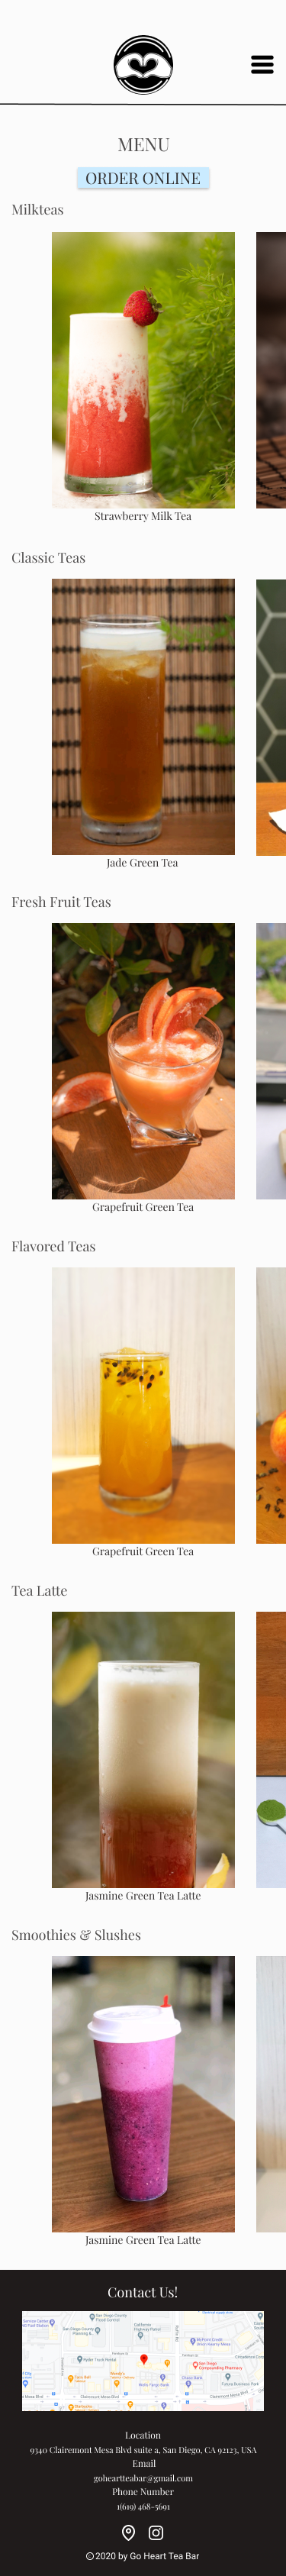 MENU
ORDER ONLINE
Milkteas
Strawberry Milk Tea
Classic Teas
Jade Green Tea
Fresh Fruit Teas
Grapefruit Green Tea
Flavored Teas
Grapefruit Green Tea
Tea Latte
Jasmine Green Tea Latte
Smoothies & Slushes
Jasmine Green Tea Latte
Contact Us!
Location
9340 Clairemont Mesa Blvd suite a, San Diego, CA 92123, USA
Email
goheartteabar@gmail.com
Phone Number
1(619) 468-5691
©2020 by Go Heart Tea Bar